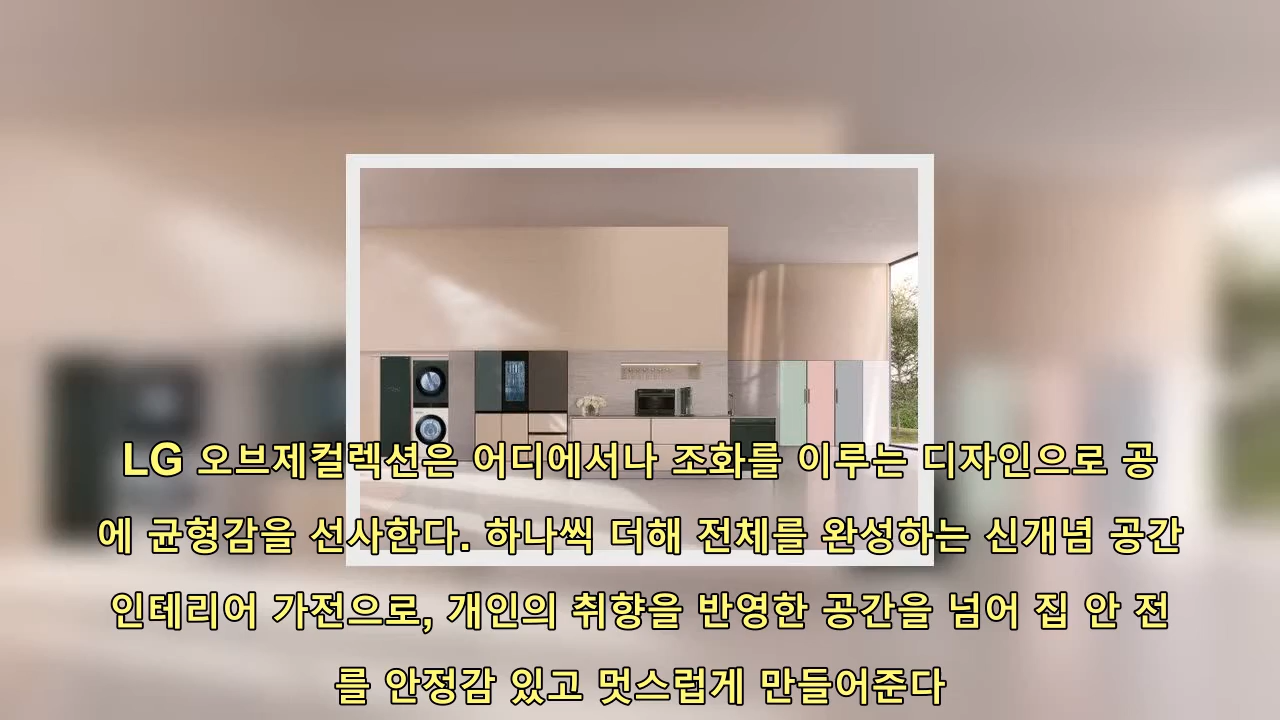 LG 오브제컬렉션은 어디에서나 조화를 이루는 디자인으로 공
에 균형감을 선사한다. 하나씩 더해 전체를 완성하는 신개념 공간
인테리어 가전으로, 개인의 취향을 반영한 공간을 넘어 집 안 전
를 안정감 있고 멋스럽게 만들어준다